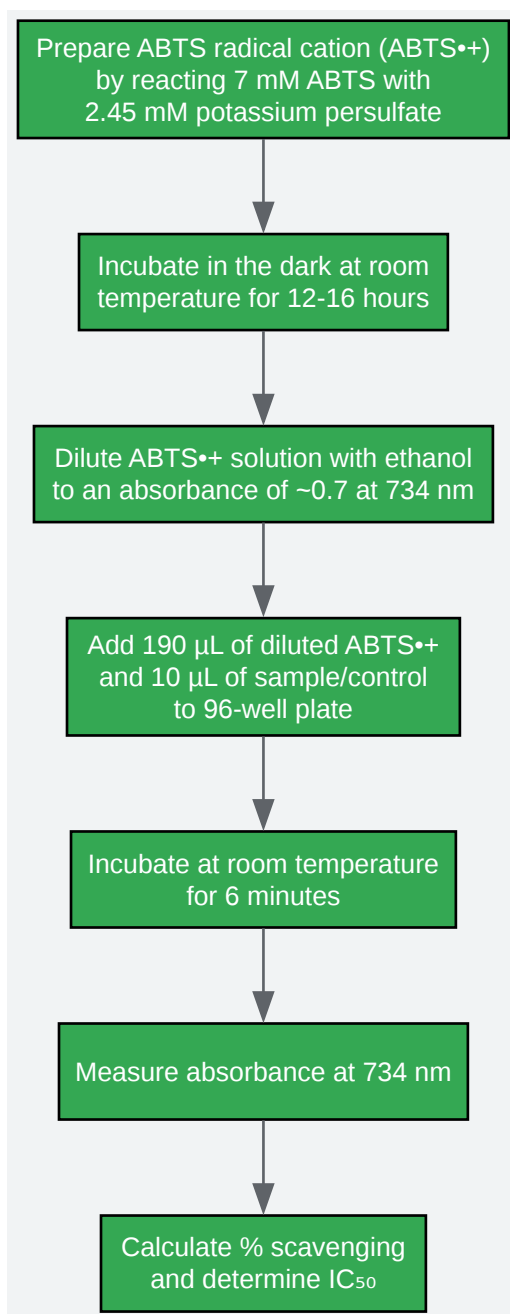 Prepare ABTS radical cation (ABTS•+)
by reacting 7 mM ABTS with
2.45 mM potassium persulfate
Incubate in the dark at room
temperature for 12-16 hours
Dilute ABTS•+ solution with ethanol
to an absorbance of ~0.7 at 734 nm
Add 190 µL of diluted ABTS•+
and 10 µL of sample/control
to 96-well plate
Incubate at room temperature
for 6 minutes
Measure absorbance at 734 nm
Calculate % scavenging
and determine IC₅₀